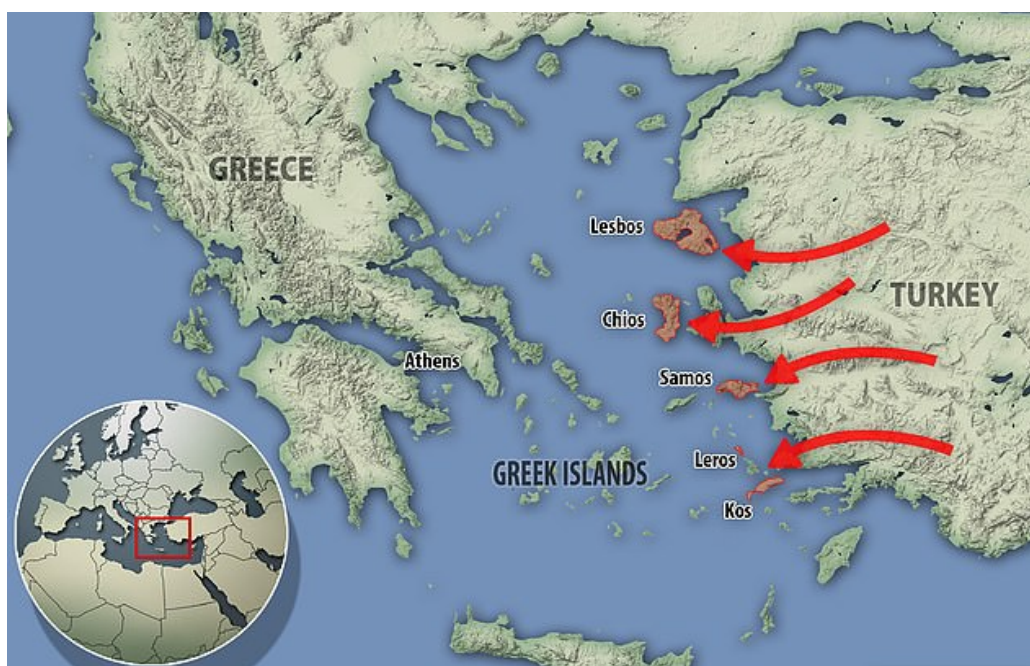 GREECE
Lesbos
TURKEY
Chios
Athens
Samos
Leros
GREEK ISLANDS
Kos